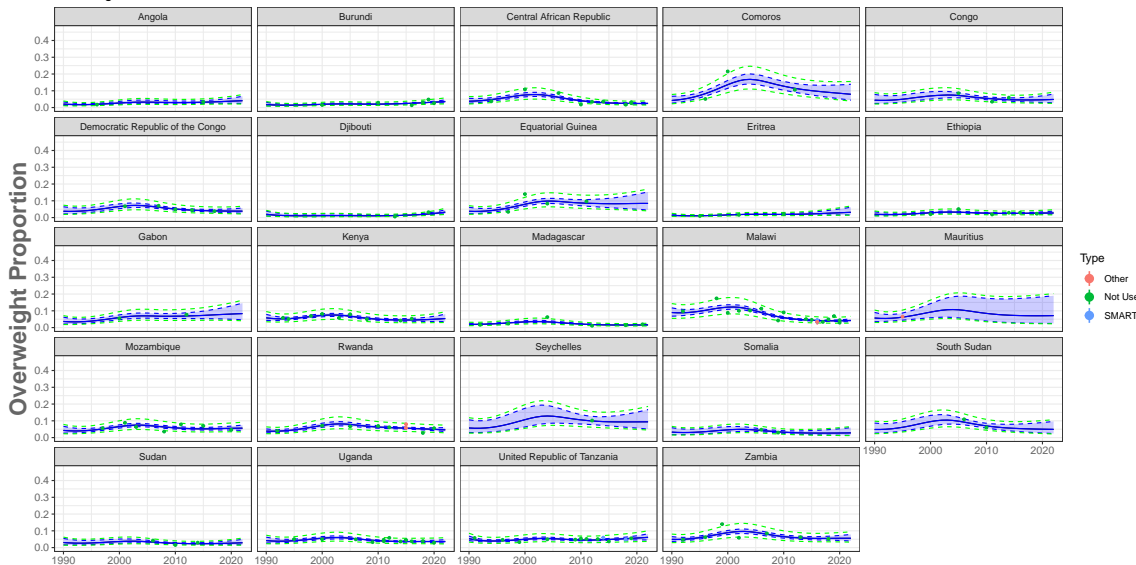 Angola Burundi Central African Republic Comoros Congo
0.4
0.3
0.2
0.1
0.0
Democratic Republic of the Congo Djibouti Equatorial Guinea Eritrea Ethiopia
0.4
0.3
0.2
0.1
0.0
Overweight Proportion
Gabon Kenya Madagascar Malawi Mauritius
0.4
0.3
0.2
0.1
0.0
Type
Other
Not Use
SMART
Mozambique Rwanda Seychelles Somalia South Sudan
0.4
0.3
0.2
0.1
0.0
1990 2000 2010 2020
Sudan Uganda United Republic of Tanzania Zambia
0.4
0.3
0.2
0.1
0.0
1990 2000 2010 2020 1990 2000 2010 2020 1990 2000 2010 2020 1990 2000 2010 2020